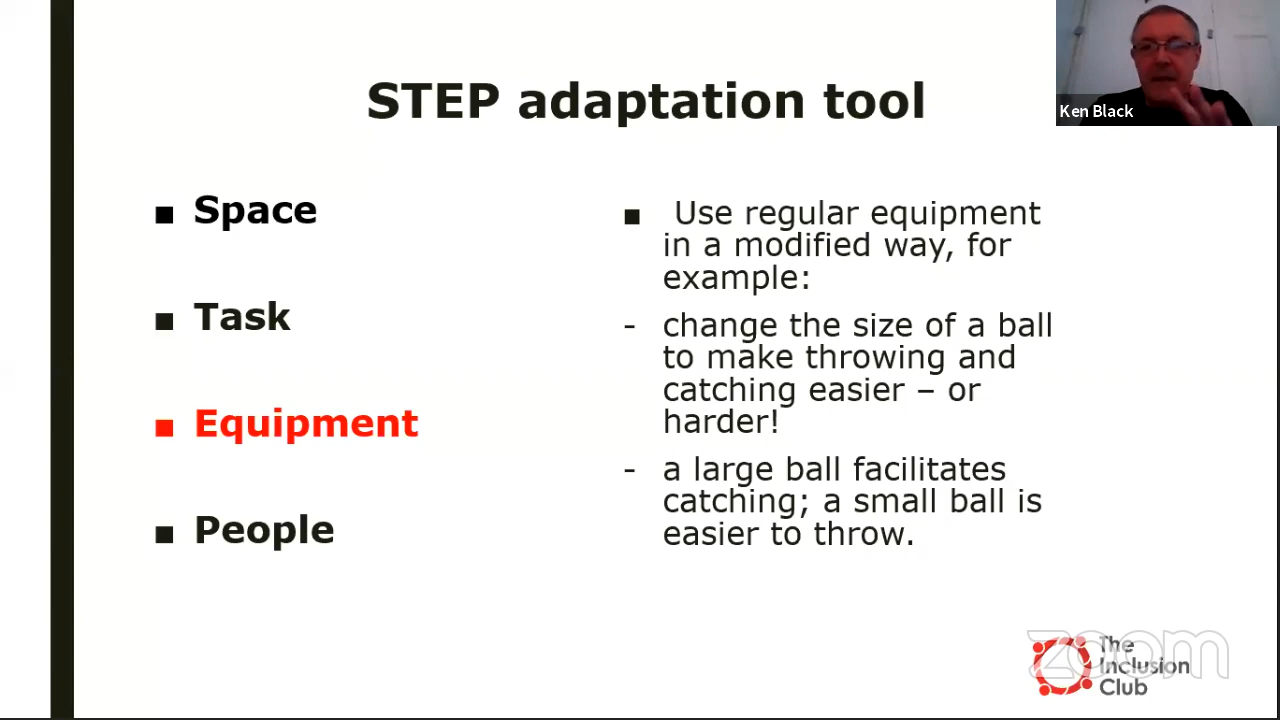 STEP adaptation tool
Ken Black
■ Space
■ Task
■ Equipment
■ People
■ Use regular equipment
in a modified way, for
example:
- change the size of a ball
to make throwing and
catching easier – or
harder!
- a large ball facilitates
catching; a small ball is
easier to throw.
zoom
The
Inclusion
Club